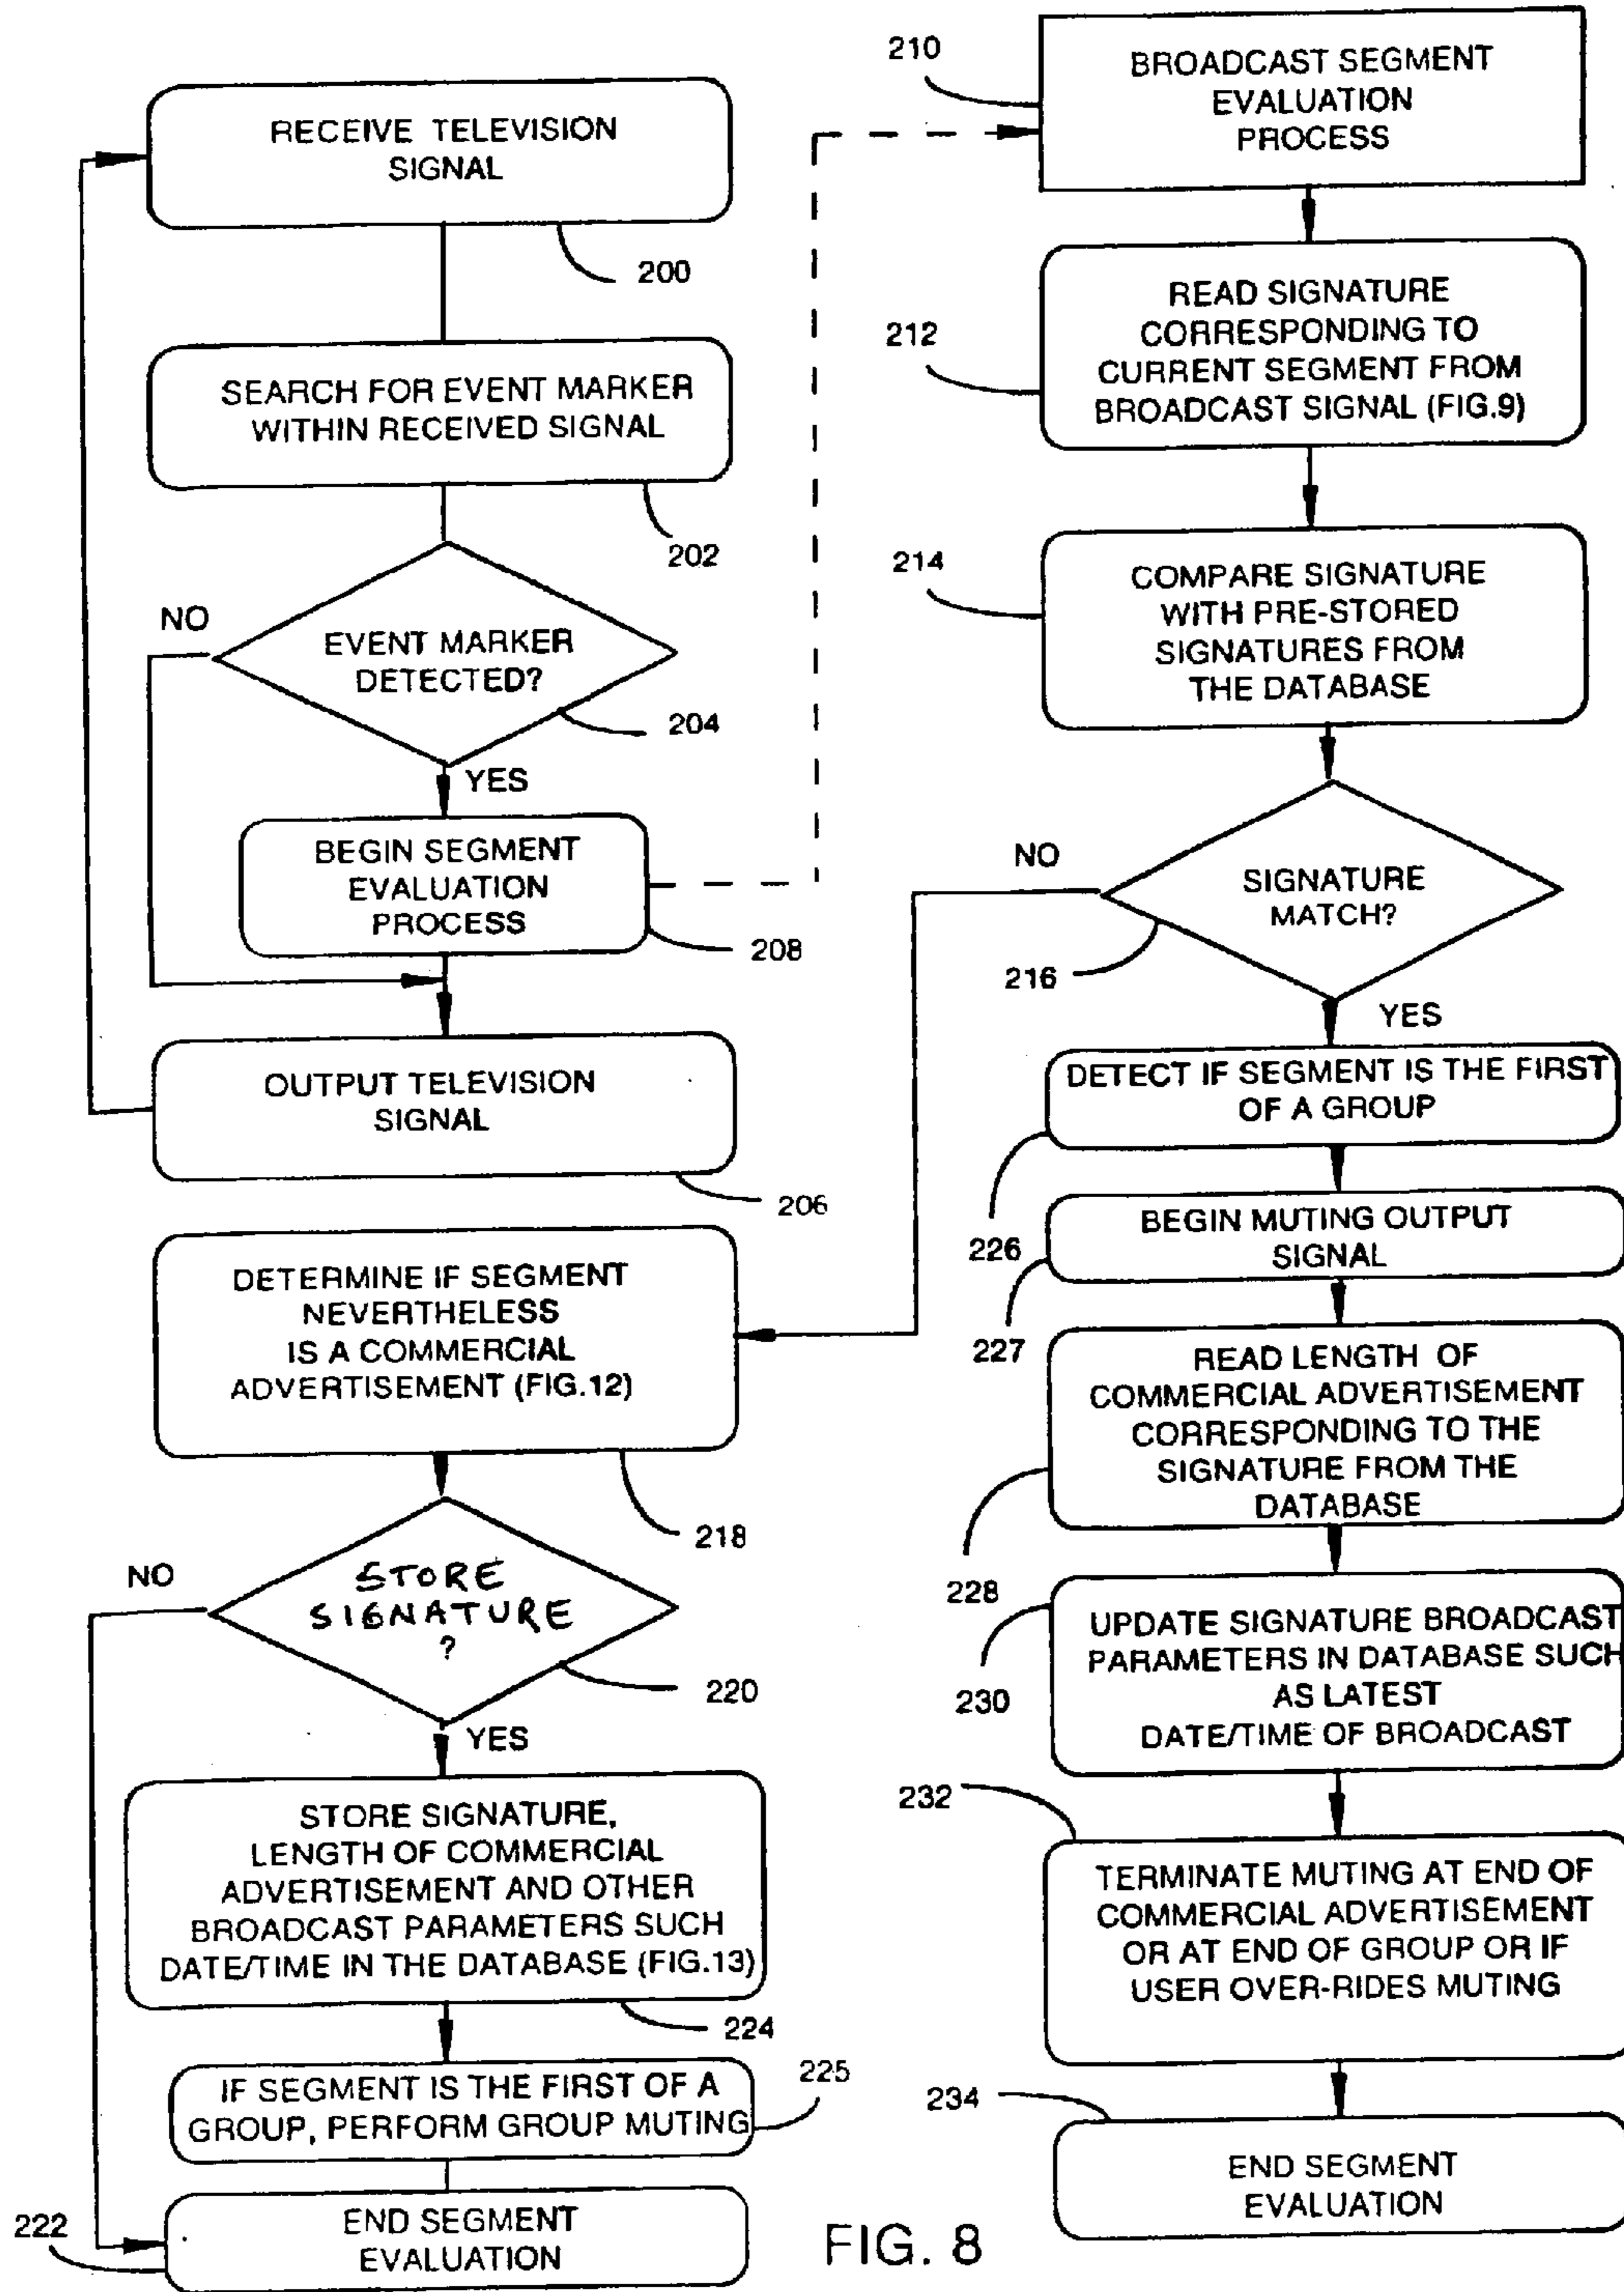 RECEIVE TELEVISION
SIGNAL
200
SEARCH FOR EVENT MARKER
WITHIN RECEIVED SIGNAL
202
NO
EVENT MARKER
DETECTED?
204
YES
BEGIN SEGMENT
EVALUATION
PROCESS
208
OUTPUT TELEVISION
SIGNAL
206
210
BROADCAST SEGMENT
EVALUATION
PROCESS
212
READ SIGNATURE
CORRESPONDING TO
CURRENT SEGMENT FROM
BROADCAST SIGNAL (FIG.9)
214
COMPARE SIGNATURE
WITH PRE-STORED
SIGNATURES FROM
THE DATABASE
NO
SIGNATURE
MATCH?
216
YES
DETERMINE IF SEGMENT
NEVERTHELESS
IS A COMMERCIAL
ADVERTISEMENT (FIG.12)
218
NO
STORE
SIGNATURE
?
220
YES
STORE SIGNATURE,
LENGTH OF COMMERCIAL
ADVERTISEMENT AND OTHER
BROADCAST PARAMETERS SUCH
DATE/TIME IN THE DATABASE (FIG.13)
224
IF SEGMENT IS THE FIRST OF A
GROUP, PERFORM GROUP MUTING
225
222
END SEGMENT
EVALUATION
DETECT IF SEGMENT IS THE FIRST
OF A GROUP
226
BEGIN MUTING OUTPUT
SIGNAL
227
READ LENGTH OF
COMMERCIAL ADVERTISEMENT
CORRESPONDING TO THE
SIGNATURE FROM THE
DATABASE
228
UPDATE SIGNATURE BROADCAST
PARAMETERS IN DATABASE SUCH
AS LATEST
DATE/TIME OF BROADCAST
230
232
TERMINATE MUTING AT END OF
COMMERCIAL ADVERTISEMENT
OR AT END OF GROUP OR IF
USER OVER-RIDES MUTING
234
END SEGMENT
EVALUATION
FIG. 8